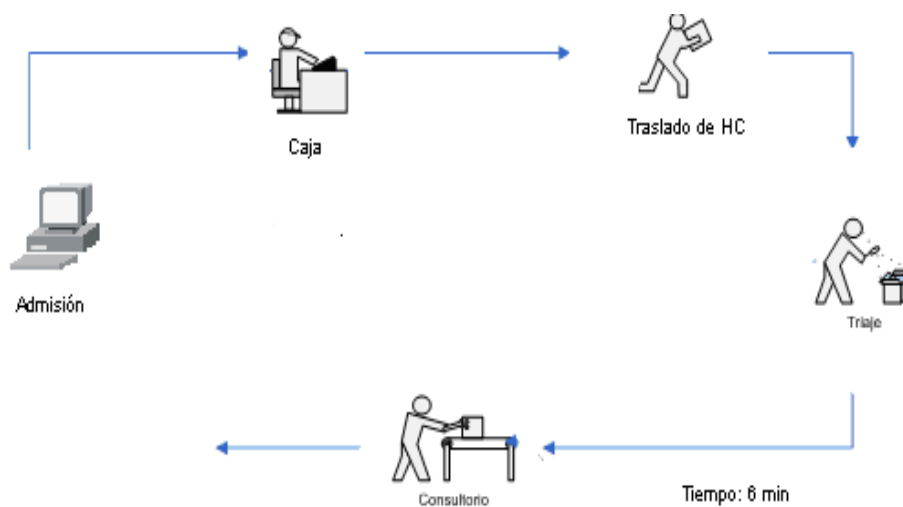 Caja
Traslado de HC
Admisión
Triaje
Consultorio
Tiempo: 6 min